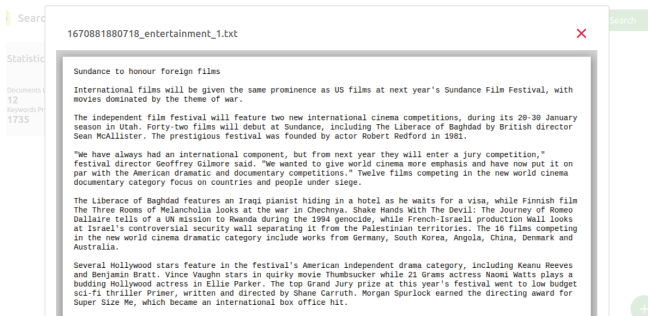 Searc
1670881880718_entertainment_1.txt
Search
Statistic
Documents
12
Keywords Pr
1735
Sundance to honour foreign films
International films will be given the same prominence as US films at next year's Sundance Film Festival, with
movies dominated by the theme of war.
The independent film festival will feature two new international cinema competitions, during its 20-30 January
season in Utah. Forty-two films will debut at Sundance, including The Liberace of Baghdad by British director
Sean McAllister. The prestigious festival was founded by actor Robert Redford in 1981.
"We have always had an international component, but from next year they will enter a jury competition,"
festival director Geoffrey Gilmore said. "We wanted to give world cinema more emphasis and have now put it on
par with the American dramatic and documentary competitions." Twelve films competing in the new world cinema
documentary category focus on countries and people under siege.
The Liberace of Baghdad features an Iraqi pianist hiding in a hotel as he waits for a visa, while Finnish film
The Three Rooms of Melancholia looks at the war in Chechnya. Shake Hands With The Devil: The Journey of Romeo
Dallaire tells of a UN mission to Rwanda during the 1994 genocide, while French-Israeli production Wall looks
at Israel's controversial security wall separating it from the Palestinian territories. The 16 films competing
in the new world cinema dramatic category include works from Germany, South Korea, Angola, China, Denmark and
Australia.
Several Hollywood stars feature in the festival's American independent drama category, including Keanu Reeves
and Benjamin Bratt. Vince Vaughn stars in quirky movie Thumbsucker while 21 Grams actress Naomi Watts plays a
budding Hollywood actress in Ellie Parker. The top Grand Jury prize at this year's festival went to low budget
sci-fi thriller Primer, written and directed by Shane Carruth. Morgan Spurlock earned the directing award for
Super Size Me, which became an international box office hit.